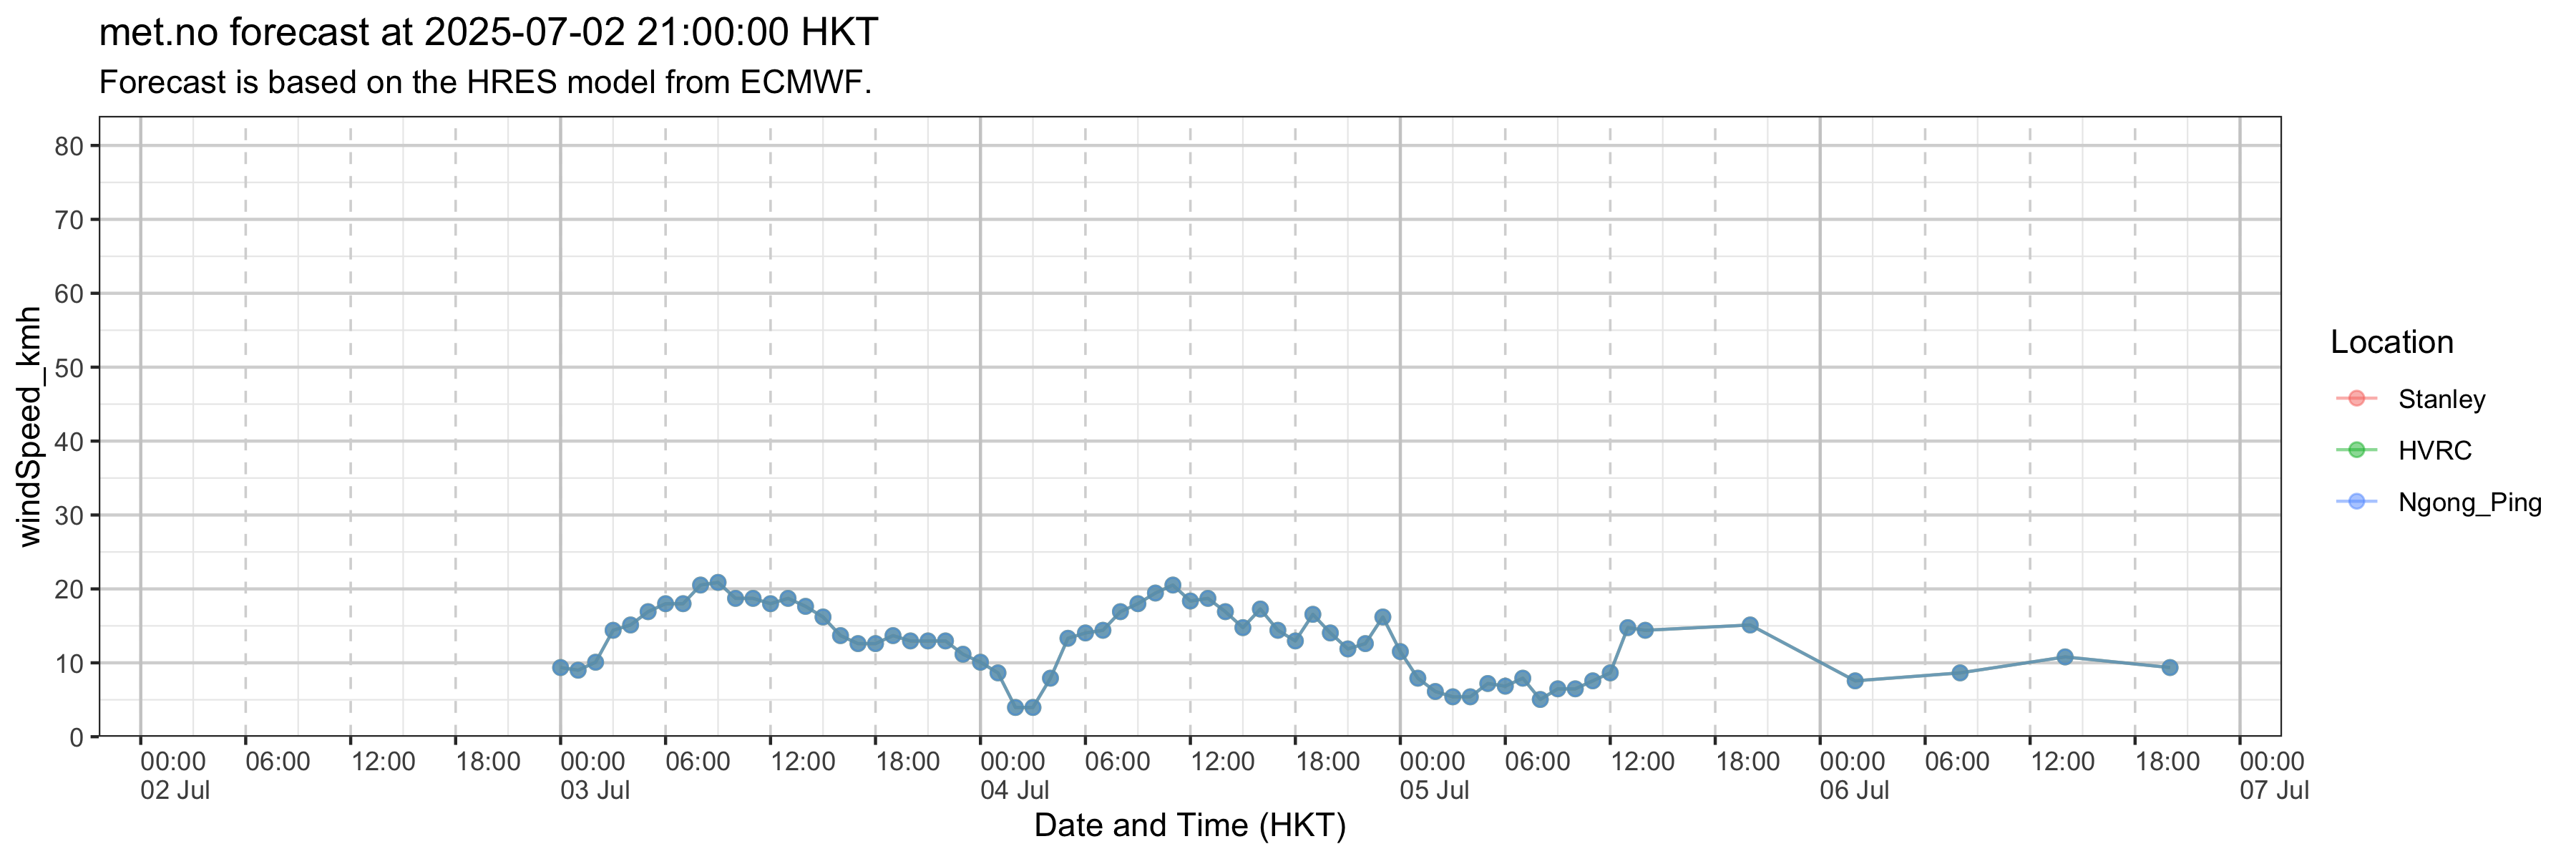 met.no forecast at 2025-07-02 21:00:00 HKT
Forecast is based on the HRES model from ECMWF.
windSpeed_kmh
80
70
60
50
40
30
20
10
0
00:00 06:00 12:00 18:00 00:00 06:00 12:00 18:00 00:00 06:00 12:00 18:00 00:00 06:00 12:00 18:00 00:00 06:00 12:00 18:00 00:00
02 Jul 03 Jul 04 Jul 05 Jul 06 Jul 07 Jul
Date and Time (HKT)
Location
Stanley
HVRC
Ngong_Ping